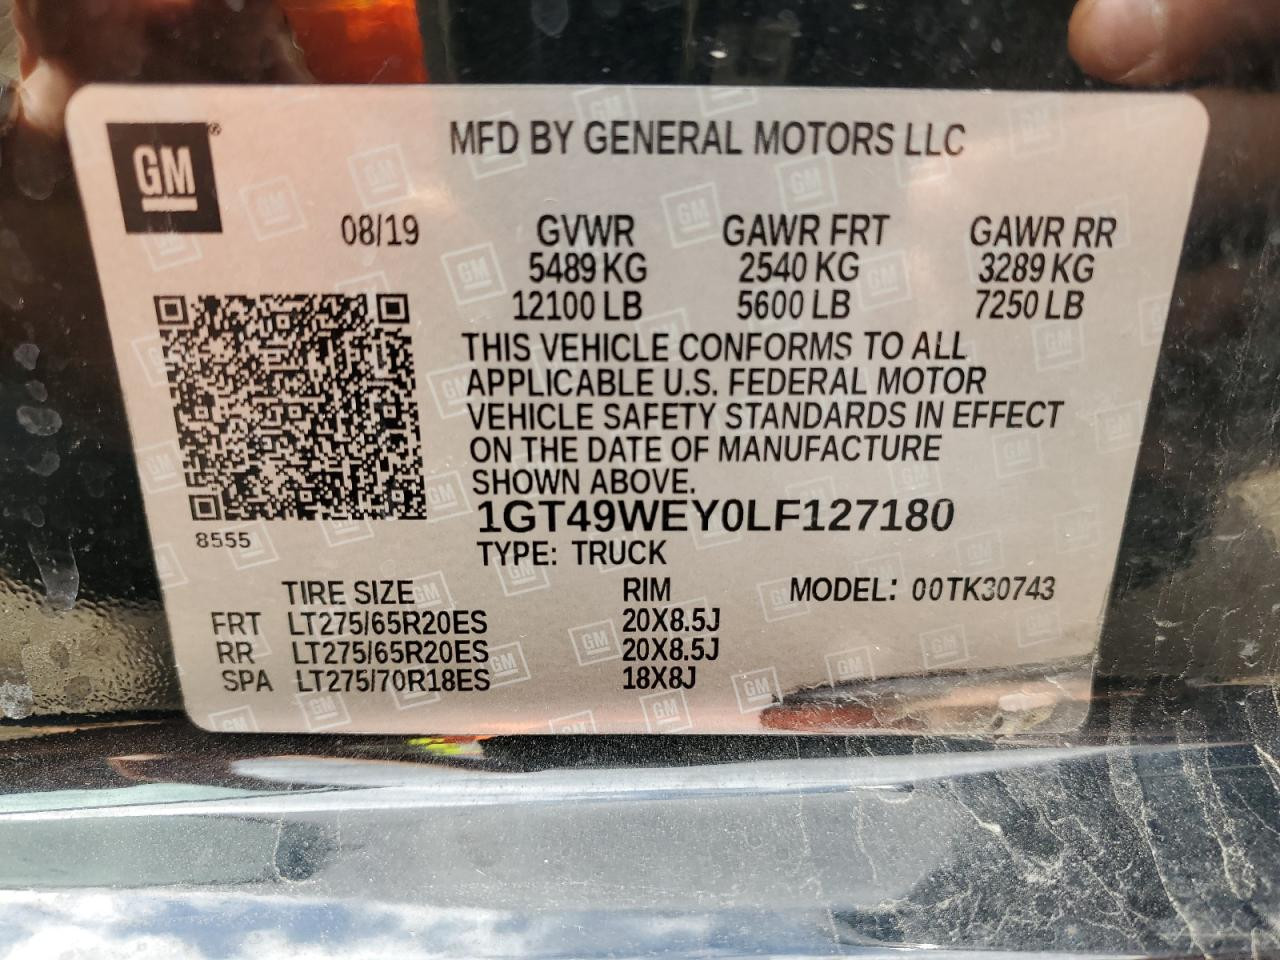 GM®
MFD BY GENERAL MOTORS LLC
08/19 GVWR GAWR FRT GAWR RR
5489 KG 2540 KG 3289 KG
12100 LB 5600 LB 7250 LB
THIS VEHICLE CONFORMS TO ALL
APPLICABLE U.S. FEDERAL MOTOR
VEHICLE SAFETY STANDARDS IN EFFECT
ON THE DATE OF MANUFACTURE
SHOWN ABOVE.
1GT49WEY0LF127180
8555
TYPE: TRUCK
TIRE SIZE RIM MODEL: 00TK30743
FRT LT275/65R20ES 20X8.5J
RR LT275/65R20ES 20X8.5J
SPA LT275/70R18ES 18X8J